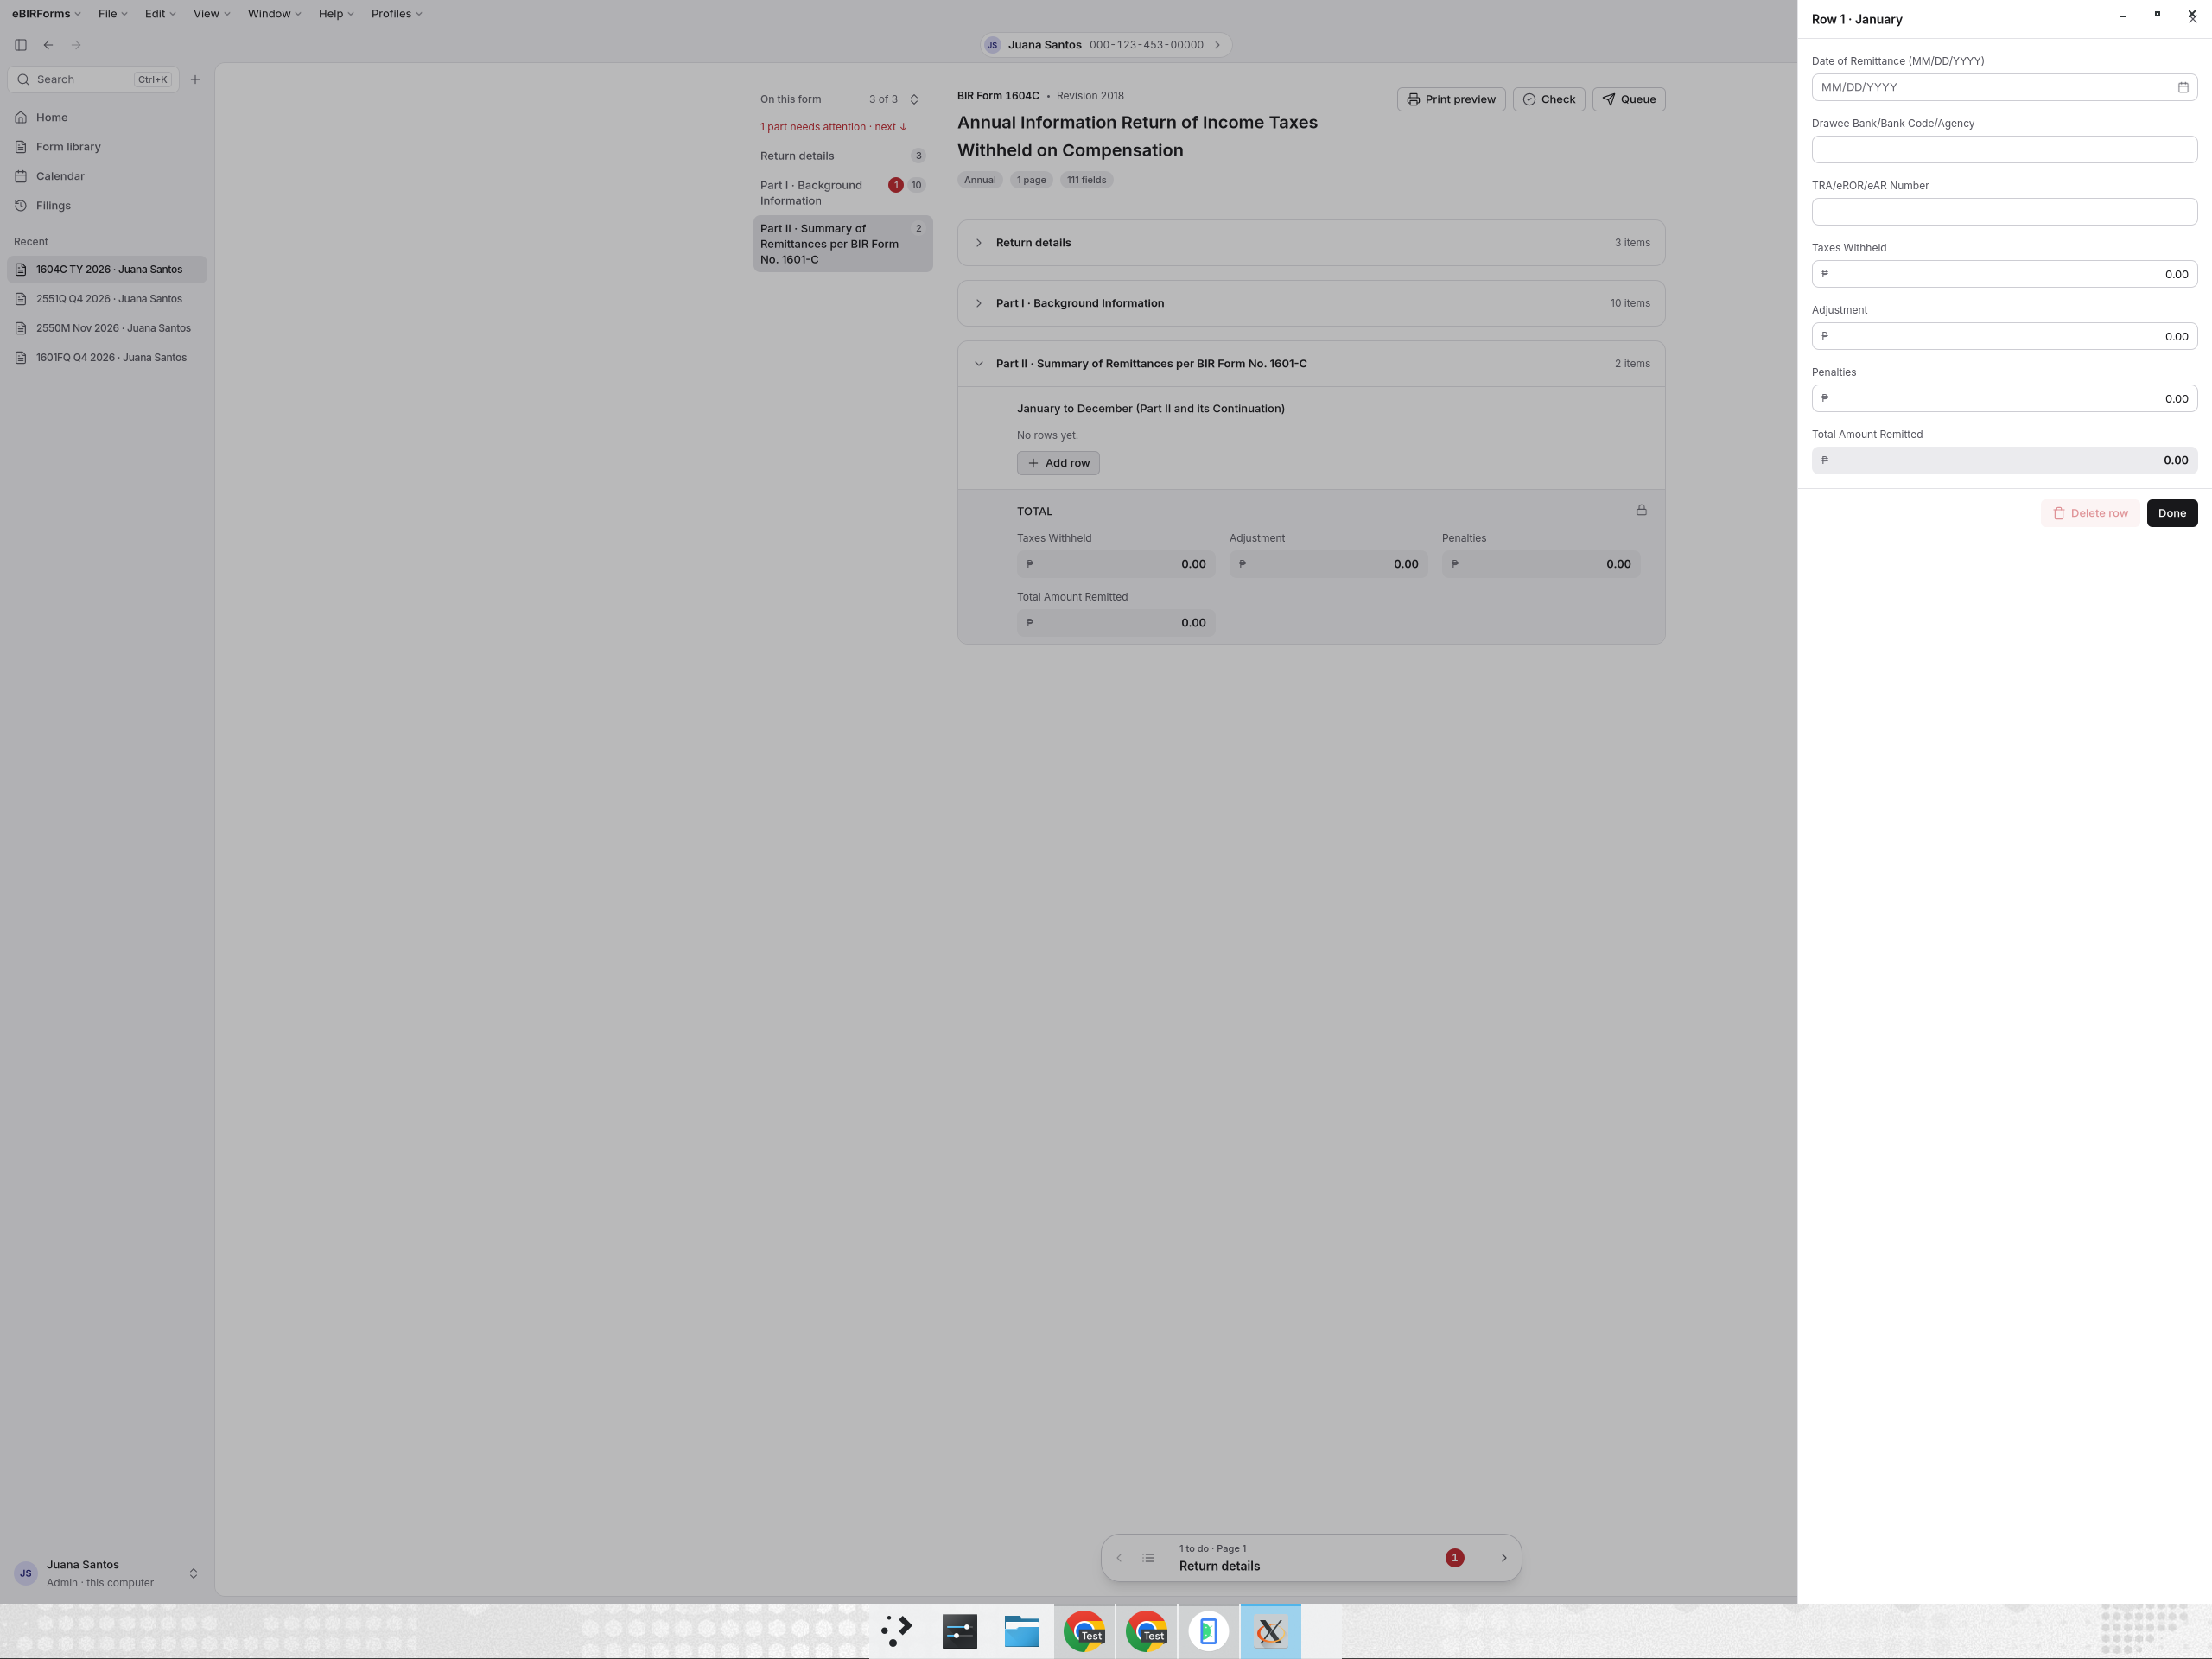 eBIRForms File Edit View Window Help Profiles
Juana Santos 000-123-453-00000
JS
Search Ctrl+K
Home
Form library
Calendar
Filings
Recent
1604C TY 2026 · Juana Santos
2551Q Q4 2026 · Juana Santos
2550M Nov 2026 · Juana Santos
1601FQ Q4 2026 · Juana Santos
JS
Juana Santos
Admin · this computer
On this form 3 of 3
1 part needs attention · next ↓
Return details 3
Part I · Background 1 10
Information
Part II · Summary of 2
Remittances per BIR Form
No. 1601-C
BIR Form 1604C • Revision 2018
Print preview Check Queue
Annual Information Return of Income Taxes
Withheld on Compensation
Annual 1 page 111 fields
Return details 3 items
Part I · Background Information 10 items
Part II · Summary of Remittances per BIR Form No. 1601-C 2 items
January to December (Part II and its Continuation)
No rows yet.
Add row
TOTAL
Taxes Withheld Adjustment Penalties
₱ 0.00 ₱ 0.00 ₱ 0.00
Total Amount Remitted
₱ 0.00
1 to do · Page 1
Return details
1
Row 1 · January
Date of Remittance (MM/DD/YYYY)
MM/DD/YYYY
Drawee Bank/Bank Code/Agency
TRA/eROR/eAR Number
Taxes Withheld
₱ 0.00
Adjustment
₱ 0.00
Penalties
₱ 0.00
Total Amount Remitted
₱ 0.00
Delete row Done
Test Test